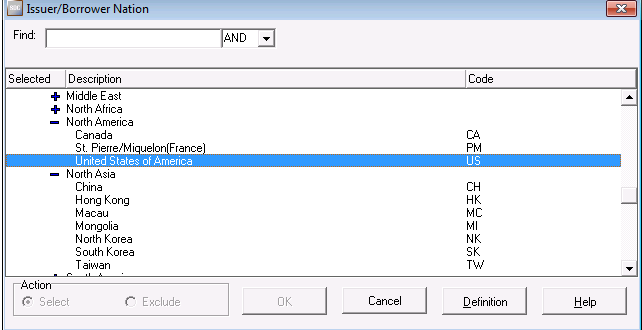 Issuer/Borrower Nation
Find: AND
Selected Description Code
Middle East
North Africa
North America
Canada CA
St. Pierre/Miquelon(France) PM
United States of America US
North Asia
China CH
Hong Kong HK
Macau MC
Mongolia MI
North Korea NK
South Korea SK
Taiwan TW
Action
Select Exclude OK Cancel Definition Help